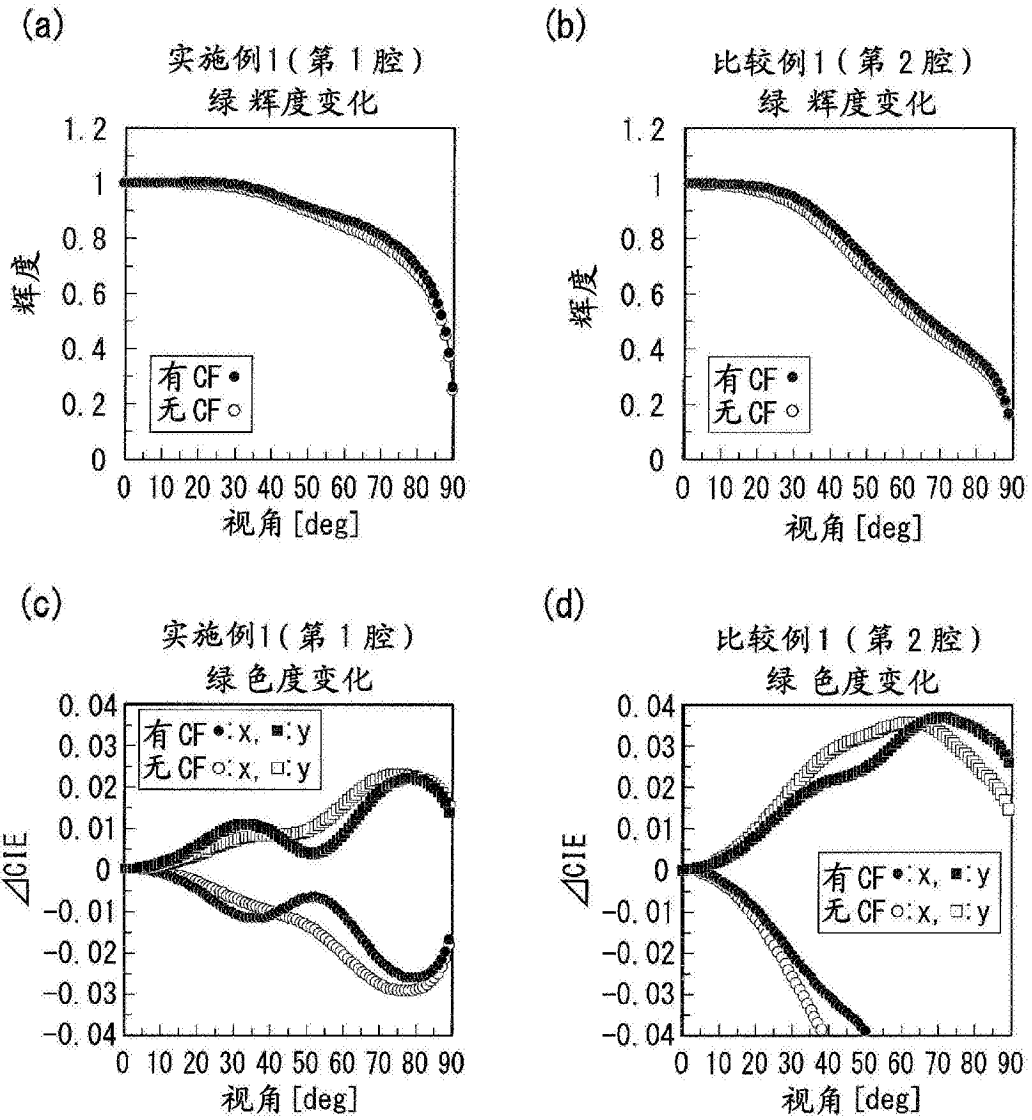 (a)
实施例1(第1腔)
绿 辉度变化
1.2
1
0.8
0.6
0.4
0.2
0
辉度
有CF●
无CF○
0 10 20 30 40 50 60 70 80 90
视角[deg]
(b)
比较例1(第2腔)
绿 辉度变化
1.2
1
0.8
0.6
0.4
0.2
0
辉度
有CF●
无CF○
0 10 20 30 40 50 60 70 80 90
视角[deg]
(c)
实施例1(第1腔)
绿 色度变化
0.04
0.03
0.02
0.01
0
-0.01
-0.02
-0.03
-0.04
⊿CIE
有CF●:x, ■:y
无CF○:x, □:y
0 10 20 30 40 50 60 70 80 90
视角[deg]
(d)
比较例1(第2腔)
绿 色度变化
0.04
0.03
0.02
0.01
0
-0.01
-0.02
-0.03
-0.04
⊿CIE
有CF●:x, ■:y
无CF○:x, □:y
0 10 20 30 40 50 60 70 80 90
视角[deg]